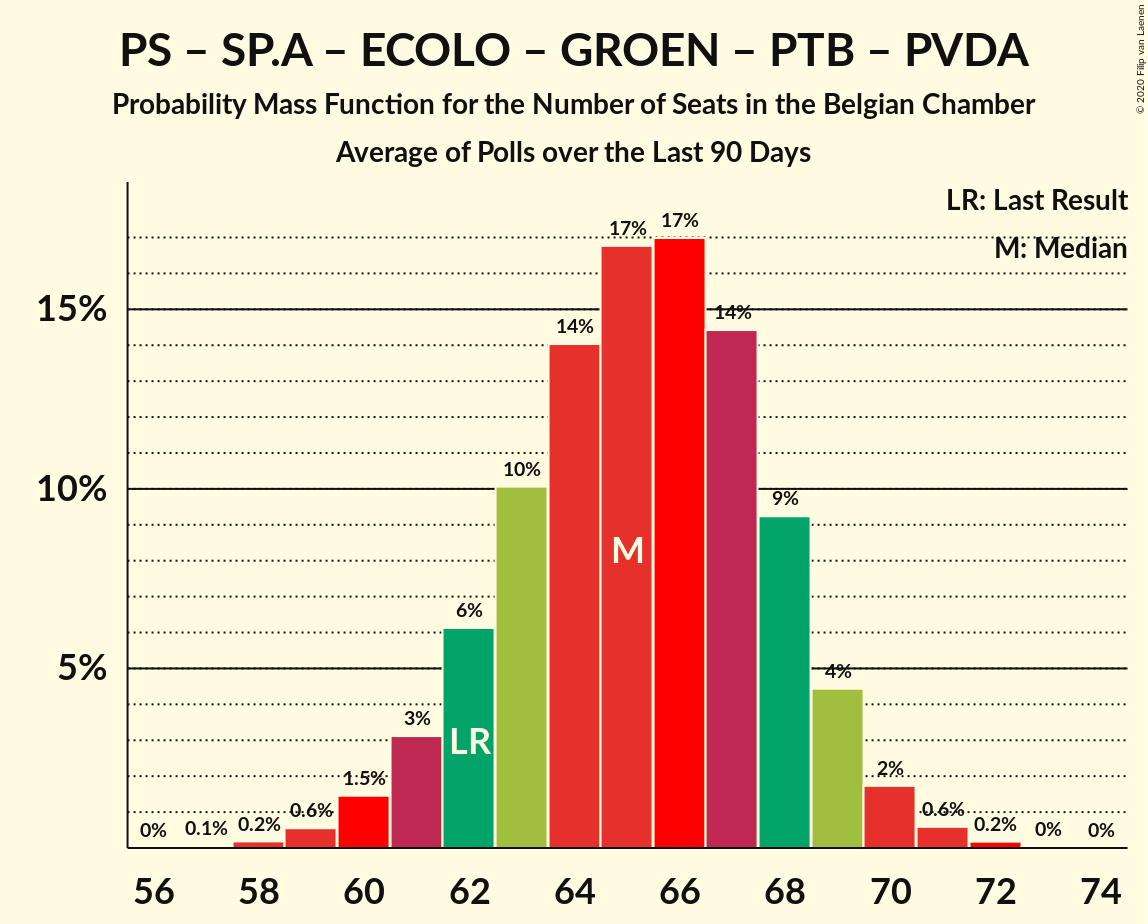 PS – SP.A – ECOLO – GROEN – PTB – PVDA
Probability Mass Function for the Number of Seats in the Belgian Chamber
Average of Polls over the Last 90 Days
© 2020 Filip van Laenen
LR: Last Result
M: Median
15%
10%
5%
0%
0.1%
0.2%
0.6%
1.5%
3%
6%
10%
14%
17%
17%
14%
9%
4%
2%
0.6%
0.2%
0%
0%
LR
M
56 58 60 62 64 66 68 70 72 74